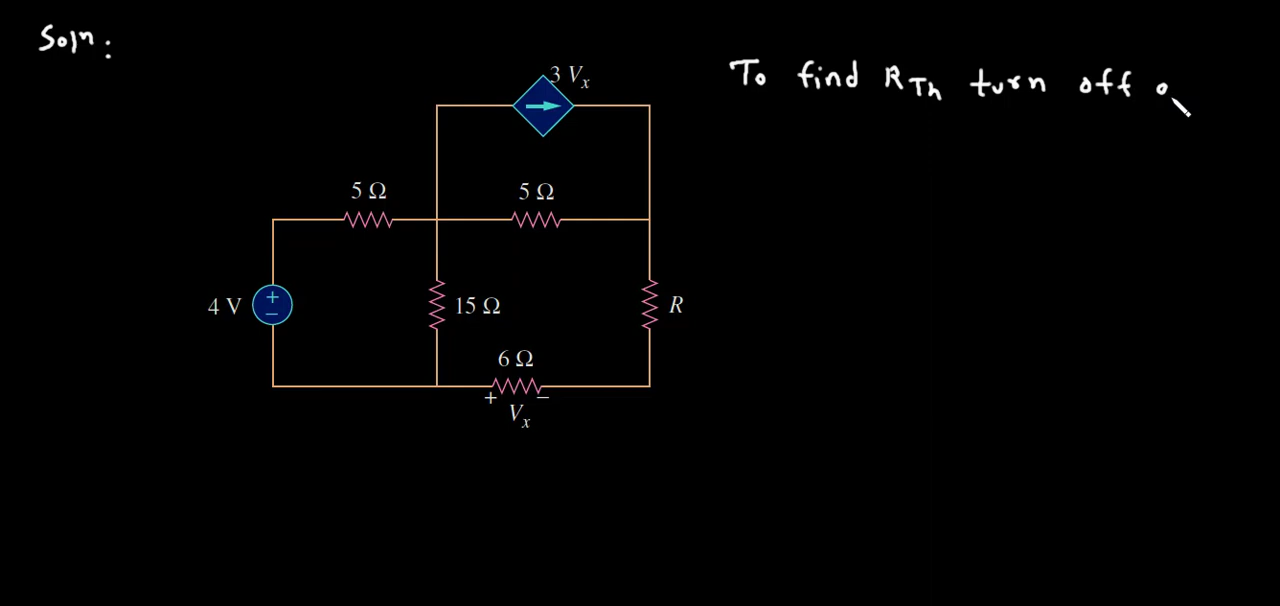 Soln:
To find RTh turn off
3 Vx
5 Ω
5 Ω
4 V
+
−
15 Ω
R
6 Ω
+
−
Vx